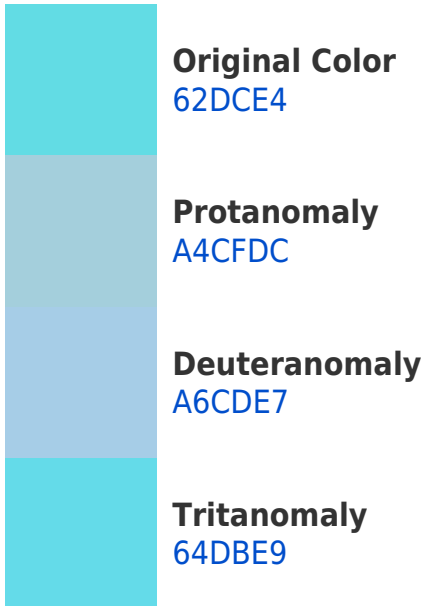 Original Color
62DCE4
Protanomaly
A4CFDC
Deuteranomaly
A6CDE7
Tritanomaly
64DBE9